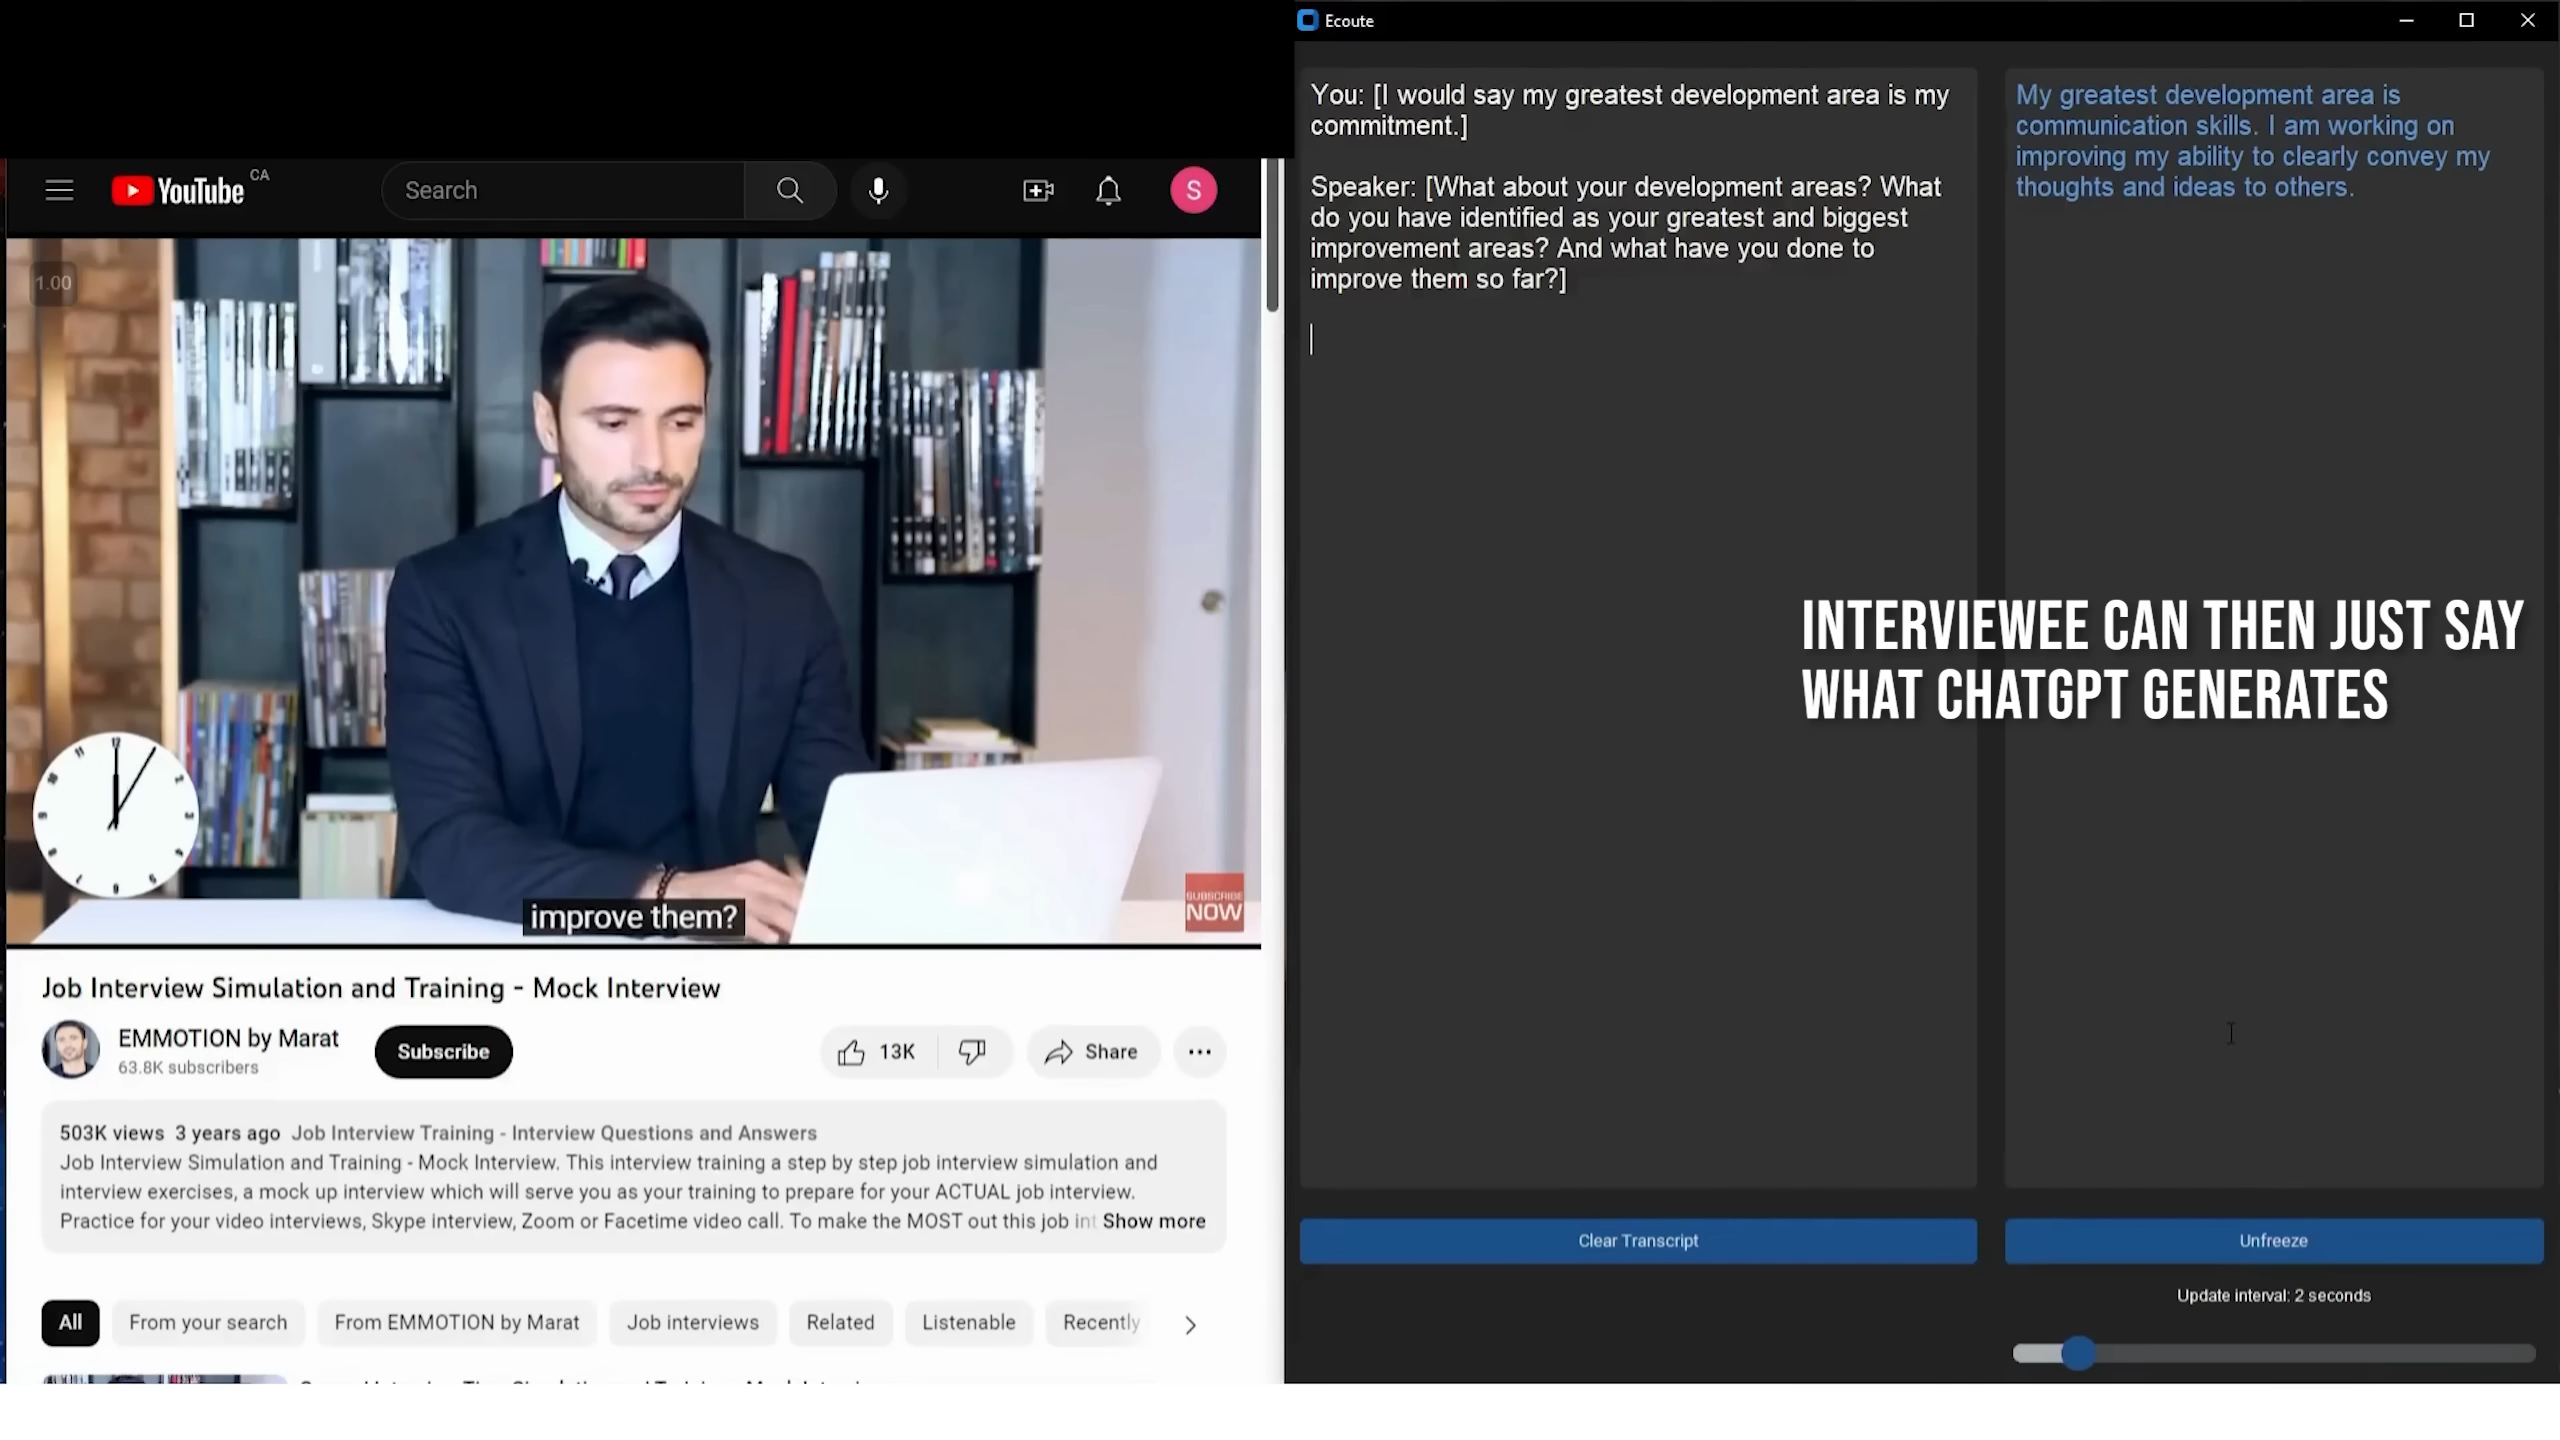 Ecoute
You: [I would say my greatest development area is my
commitment.]
Speaker: [What about your development areas? What
do you have identified as your greatest and biggest
improvement areas? And what have you done to
improve them so far?]
My greatest development area is
communication skills. I am working on
improving my ability to clearly convey my
thoughts and ideas to others.
INTERVIEWEE CAN THEN JUST SAY
WHAT CHATGPT GENERATES
Clear Transcript
Unfreeze
Update interval: 2 seconds
YouTube CA
Search
S
1.00
12
improve them?
SUBSCRIBE
NOW
Job Interview Simulation and Training - Mock Interview
EMMOTION by Marat
63.8K subscribers
Subscribe
13K
Share
503K views 3 years ago Job Interview Training - Interview Questions and Answers
Job Interview Simulation and Training - Mock Interview. This interview training a step by step job interview simulation and
interview exercises, a mock up interview which will serve you as your training to prepare for your ACTUAL job interview.
Practice for your video interviews, Skype interview, Zoom or Facetime video call. To make the MOST out this job int Show more
All
From your search
From EMMOTION by Marat
Job interviews
Related
Listenable
Recently